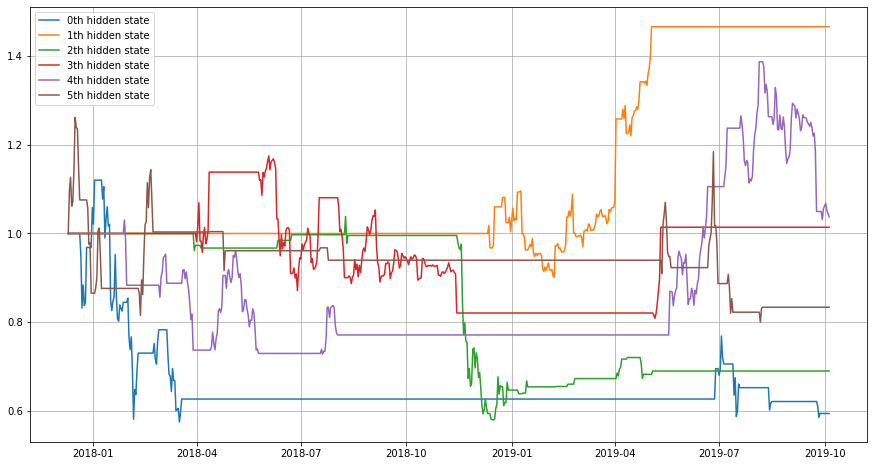 0th hidden state
1th hidden state
2th hidden state
3th hidden state
4th hidden state
5th hidden state
1.4
1.2
1.0
0.8
0.6
2018-01 2018-04 2018-07 2018-10 2019-01 2019-04 2019-07 2019-10